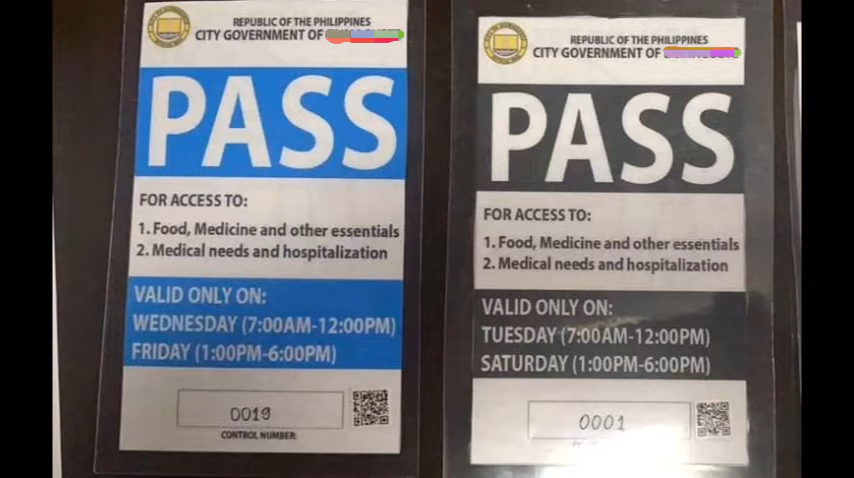 REPUBLIC OF THE PHILIPPINES
CITY GOVERNMENT OF
PASS
FOR ACCESS TO:
1. Food, Medicine and other essentials
2. Medical needs and hospitalization
VALID ONLY ON:
WEDNESDAY (7:00AM-12:00PM)
FRIDAY (1:00PM-6:00PM)
0019
CONTROL NUMBER:
REPUBLIC OF THE PHILIPPINES
CITY GOVERNMENT OF
PASS
FOR ACCESS TO:
1. Food, Medicine and other essentials
2. Medical needs and hospitalization
VALID ONLY ON:
TUESDAY (7:00AM-12:00PM)
SATURDAY (1:00PM-6:00PM)
0001